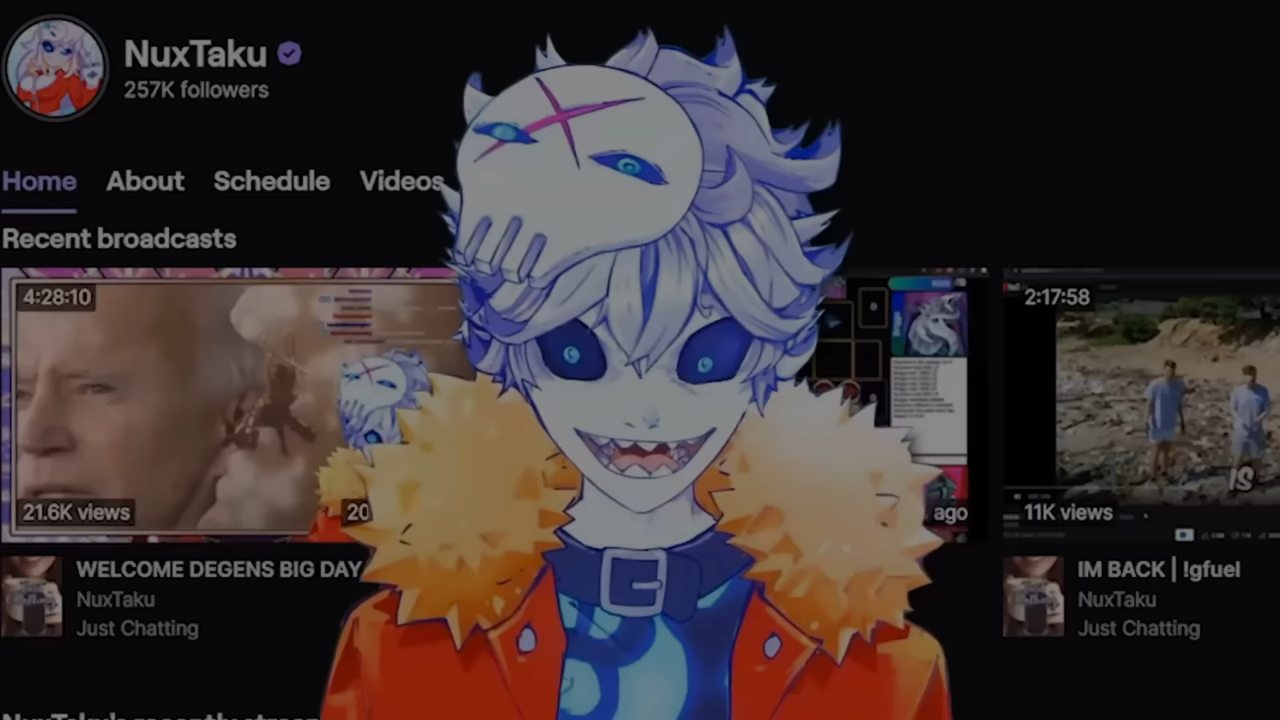 NuxTaku
257K followers
Home About Schedule Videos
Recent broadcasts
4:28:10
2:17:58
IS
21.6K views
20
ago
11K views
WELCOME DEGENS BIG DAY
NuxTaku
Just Chatting
IM BACK | !gfuel
NuxTaku
Just Chatting